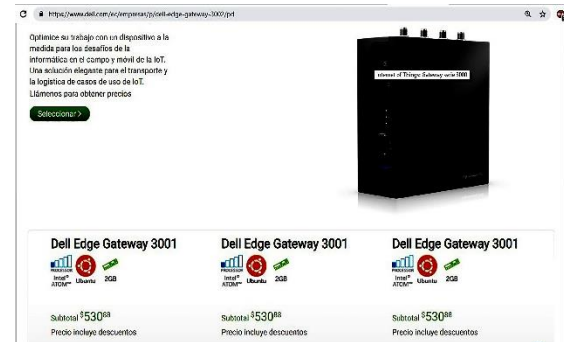 https://www.dell.com/ec/empresas/p/dell-edge-gateway-3002/pd
Optimice su trabajo con un dispositivo a la
medida para los desafíos de la
informática en el campo y móvil de la IoT.
Una solución elegante para el transporte y
la logística de casos de uso de IoT.
Llámenos para obtener precios
Seleccionar >
Internet of Things: Gateway serie 3000
Dell Edge Gateway 3001
PROCESSOR
Intel® Ubuntu 2GB
ATOM™
Subtotal $530.88
Precio incluye descuentos
Dell Edge Gateway 3001
PROCESSOR
Intel® Ubuntu 2GB
ATOM™
Subtotal $530.88
Precio incluye descuentos
Dell Edge Gateway 3001
PROCESSOR
Intel® Ubuntu 2GB
ATOM™
Subtotal $530.88
Precio incluye descuentos